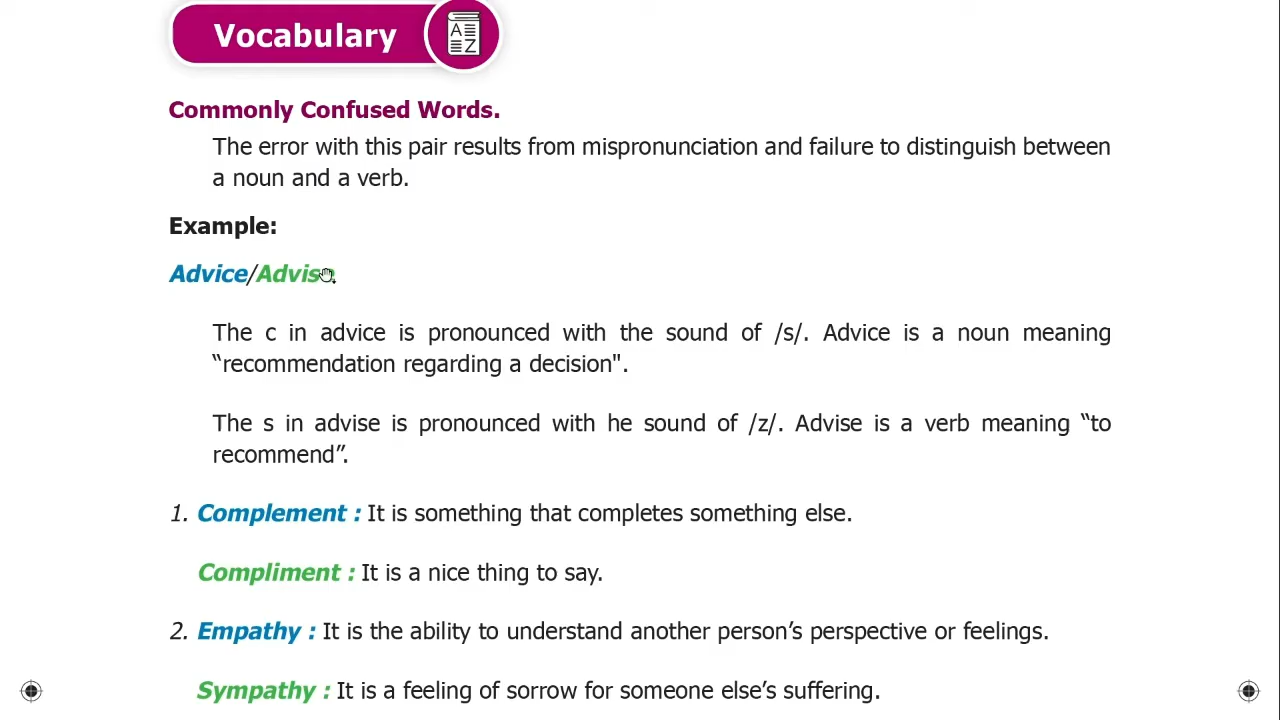 Vocabulary
A
Z
Commonly Confused Words.
The error with this pair results from mispronunciation and failure to distinguish between
a noun and a verb.
Example:
Advice/Advise
The c in advice is pronounced with the sound of /s/. Advice is a noun meaning
“recommendation regarding a decision".
The s in advise is pronounced with he sound of /z/. Advise is a verb meaning “to
recommend”.
1. Complement : It is something that completes something else.
Compliment : It is a nice thing to say.
2. Empathy : It is the ability to understand another person’s perspective or feelings.
Sympathy : It is a feeling of sorrow for someone else’s suffering.